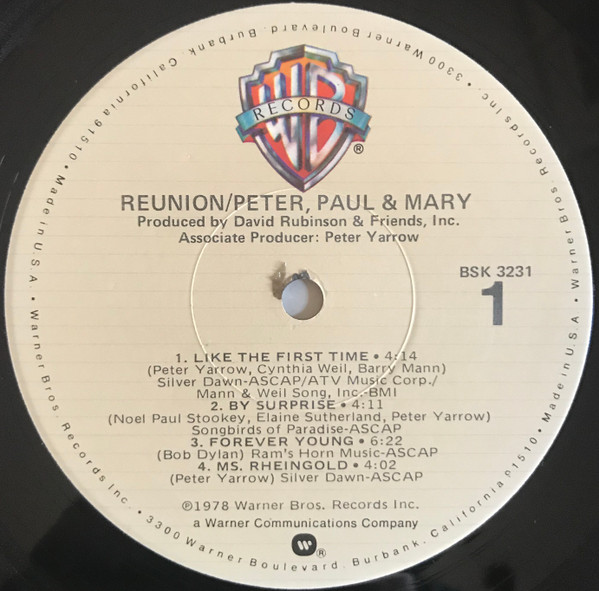 WB
RECORDS
®
REUNION/PETER, PAUL & MARY
Produced by David Rubinson & Friends, Inc.
Associate Producer: Peter Yarrow
BSK 3231
1
1. LIKE THE FIRST TIME • 4:14
(Peter Yarrow, Cynthia Weil, Barry Mann)
Silver Dawn-ASCAP/ATV Music Corp./
Mann & Weil Song, Inc.-BMI
2. BY SURPRISE • 4:11
(Noel Paul Stookey, Elaine Sutherland, Peter Yarrow)
Songbirds of Paradise-ASCAP
3. FOREVER YOUNG • 6:22
(Bob Dylan) Ram's Horn Music-ASCAP
4. MS. RHEINGOLD • 4:02
(Peter Yarrow) Silver Dawn-ASCAP
℗1978 Warner Bros. Records Inc.
a Warner Communications Company
W®
Warner Bros. Records Inc. • 3300 Warner Boulevard, Burbank, California 91510 • Made in U.S.A. • Warner Bros. Records Inc. • 3300 Warner Boulevard, Burbank, California 91510 • Made in U.S.A. •